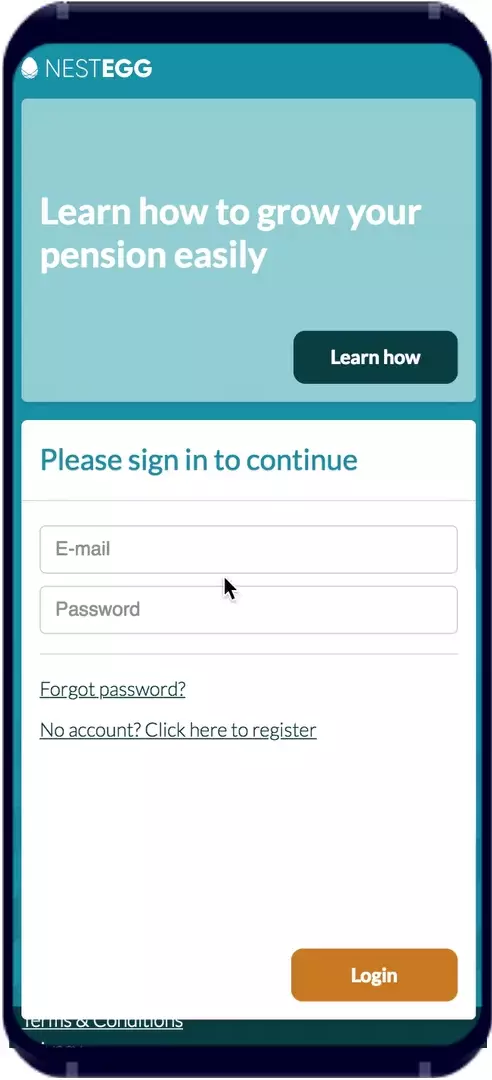 NESTEGG
Learn how to grow your
pension easily
Learn how
Please sign in to continue
E-mail
Password
Forgot password?
No account? Click here to register
Login
Terms & Conditions